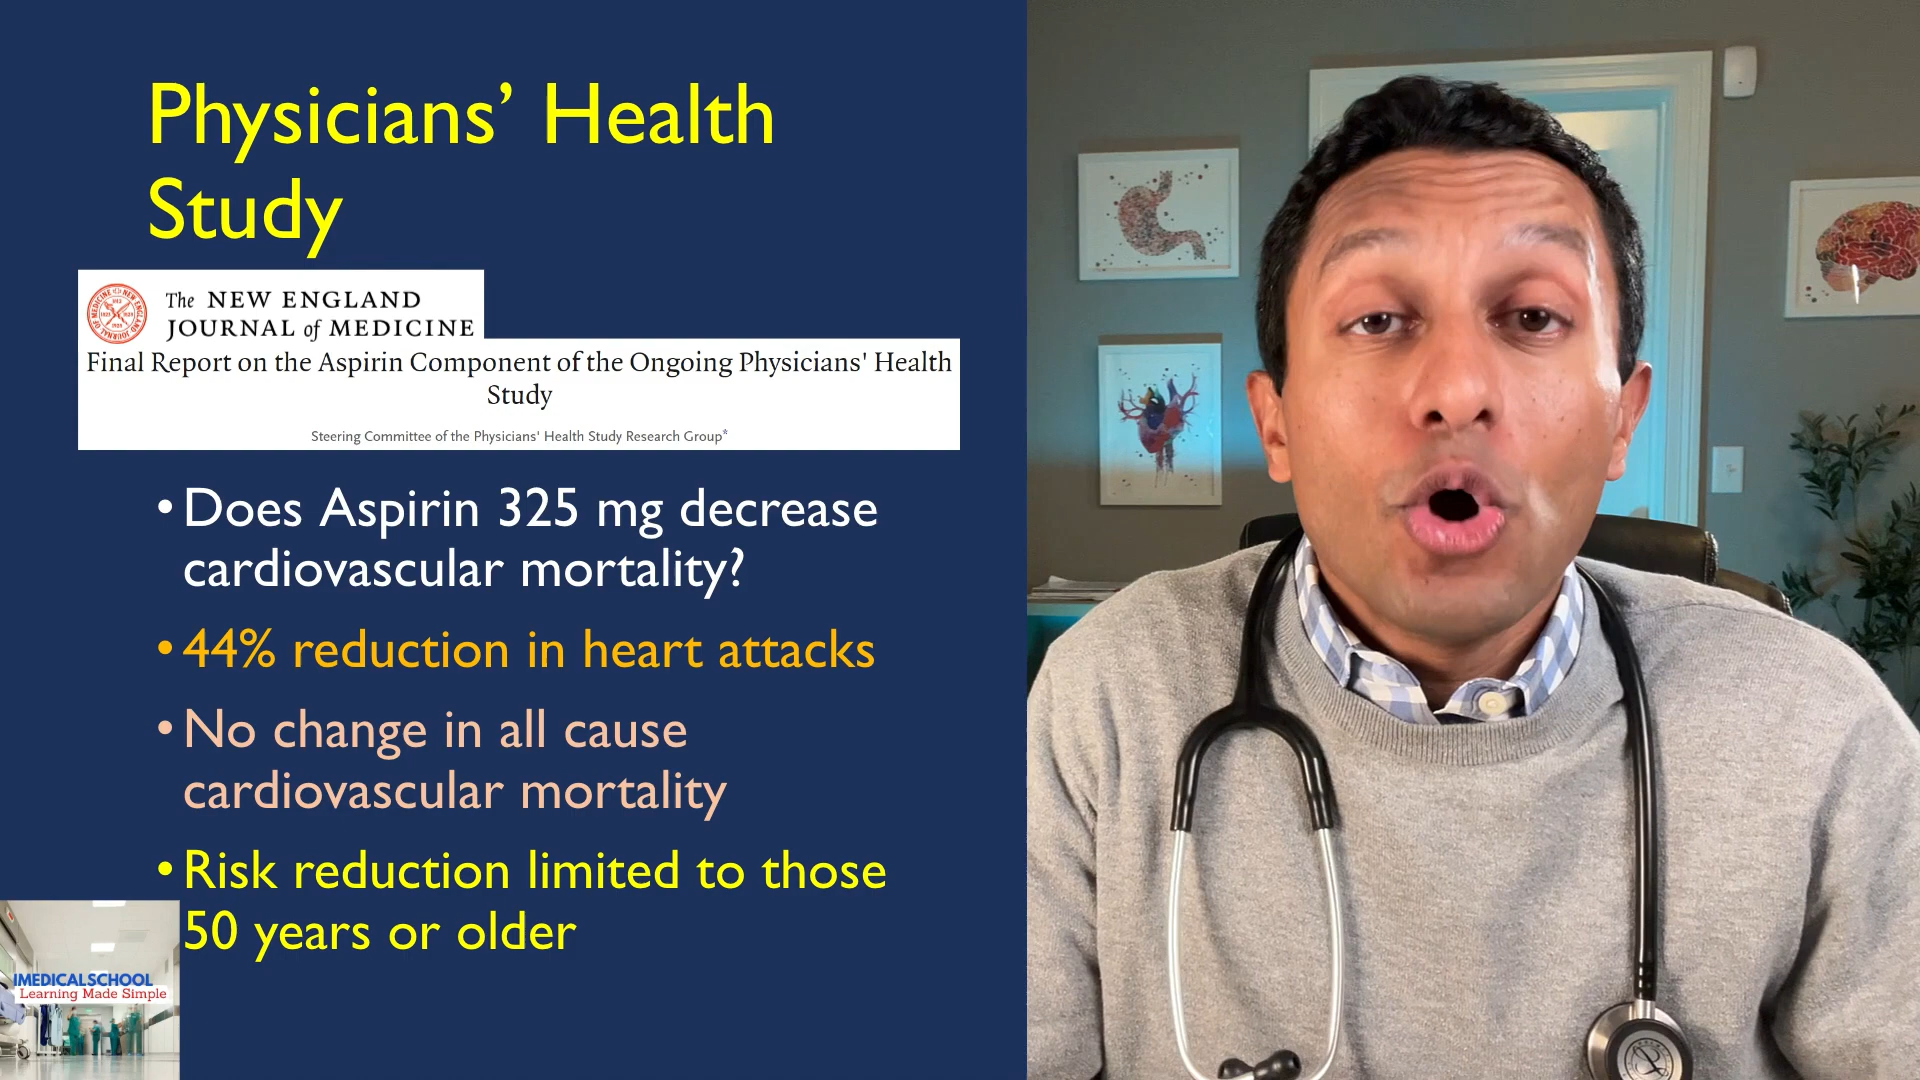 Physicians’ Health
Study
The NEW ENGLAND
JOURNAL of MEDICINE
Final Report on the Aspirin Component of the Ongoing Physicians' Health
Study
Steering Committee of the Physicians' Health Study Research Group*
•Does Aspirin 325 mg decrease
cardiovascular mortality?
•44% reduction in heart attacks
•No change in all cause
cardiovascular mortality
•Risk reduction limited to those
50 years or older
IMEDICALSCHOOL
Learning Made Simple